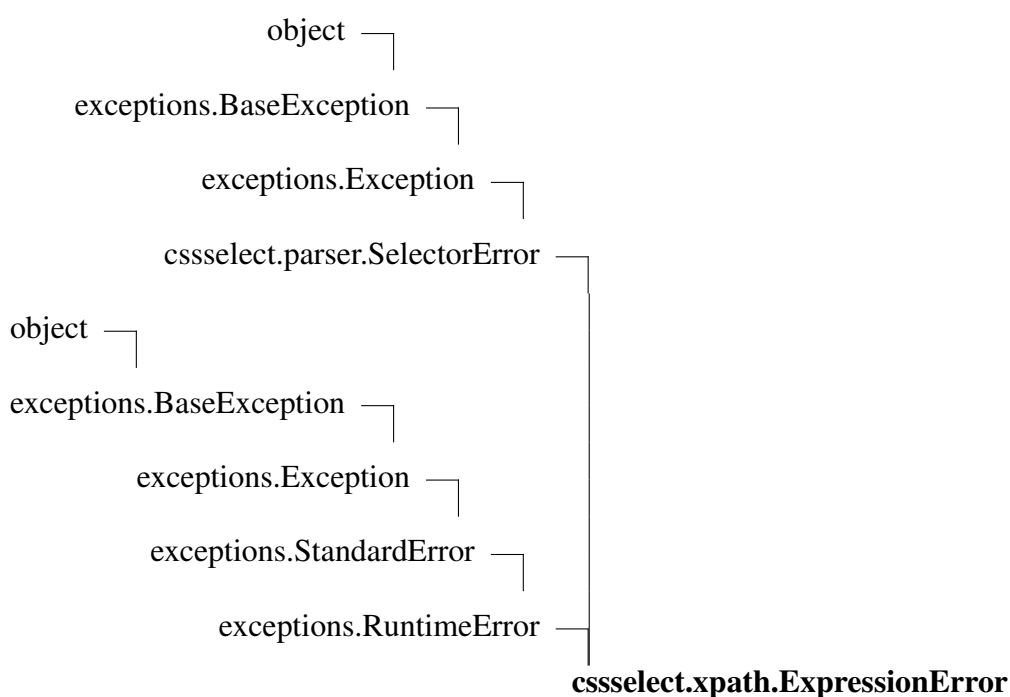 object
exceptions.BaseException
exceptions.Exception
cssselect.parser.SelectorError
object
exceptions.BaseException
exceptions.Exception
exceptions.StandardError
exceptions.RuntimeError
cssselect.xpath.ExpressionError